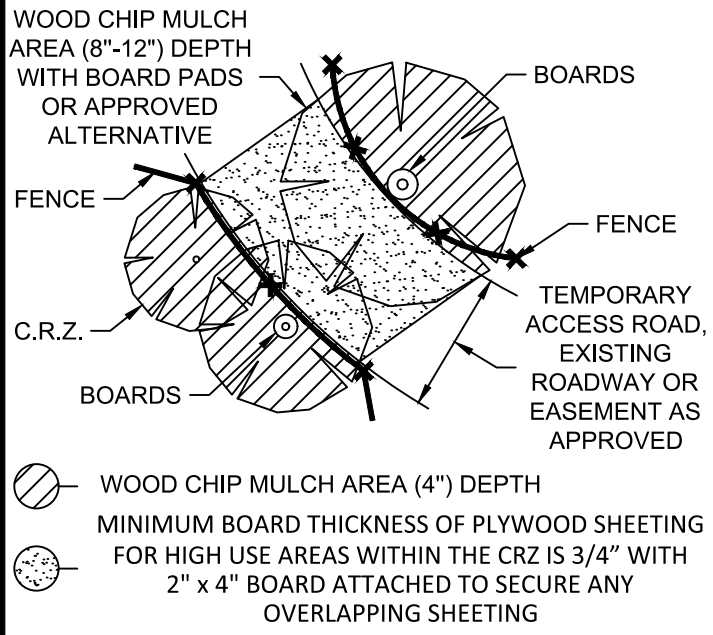 WOOD CHIP MULCH
AREA (8"-12") DEPTH
WITH BOARD PADS
OR APPROVED
ALTERNATIVE
BOARDS
FENCE
FENCE
C.R.Z.
BOARDS
TEMPORARY
ACCESS ROAD,
EXISTING
ROADWAY OR
EASEMENT AS
APPROVED
WOOD CHIP MULCH AREA (4") DEPTH
MINIMUM BOARD THICKNESS OF PLYWOOD SHEETING
FOR HIGH USE AREAS WITHIN THE CRZ IS 3/4” WITH
2" x 4" BOARD ATTACHED TO SECURE ANY
OVERLAPPING SHEETING